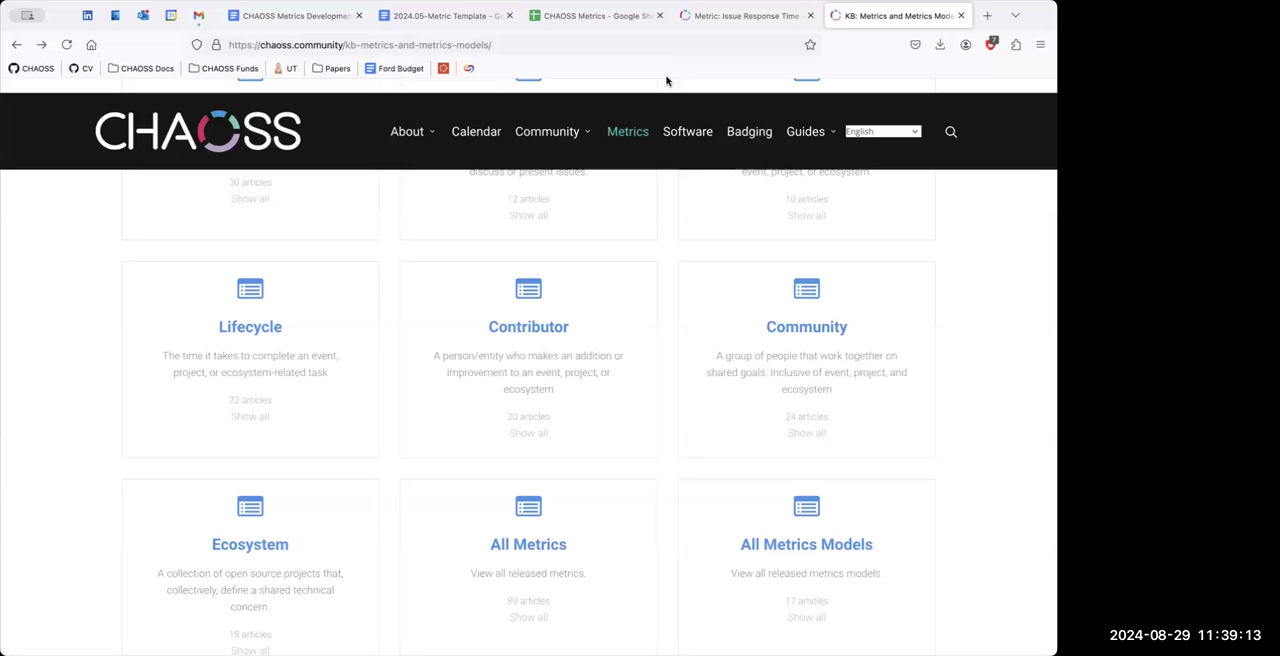 CHAOSS Metrics Developmen
2024.05-Metric Template - Go
CHAOSS Metrics - Google She
Metric: Issue Response Time
KB: Metrics and Metrics Mode
https://chaoss.community/kb-metrics-and-metrics-models/
7
CHAOSS
CV
CHAOSS Docs
CHAOSS Funds
UT
Papers
Ford Budget
CHAOSS
About
Calendar
Community
Metrics
Software
Badging
Guides
English
discuss or present issues.
event, project, or ecosystem.
30 articles
Show all
12 articles
Show all
10 articles
Show all
Lifecycle
The time it takes to complete an event,
project, or ecosystem-related task
22 articles
Show all
Contributor
A person/entity who makes an addition or
improvement to an event, project, or
ecosystem
20 articles
Show all
Community
A group of people that work together on
shared goals. Inclusive of event, project, and
ecosystem
24 articles
Show all
Ecosystem
A collection of open source projects that,
collectively, define a shared technical
concern.
18 articles
Show all
All Metrics
View all released metrics.
89 articles
Show all
All Metrics Models
View all released metrics models.
17 articles
Show all
2024-08-29 11:39:13